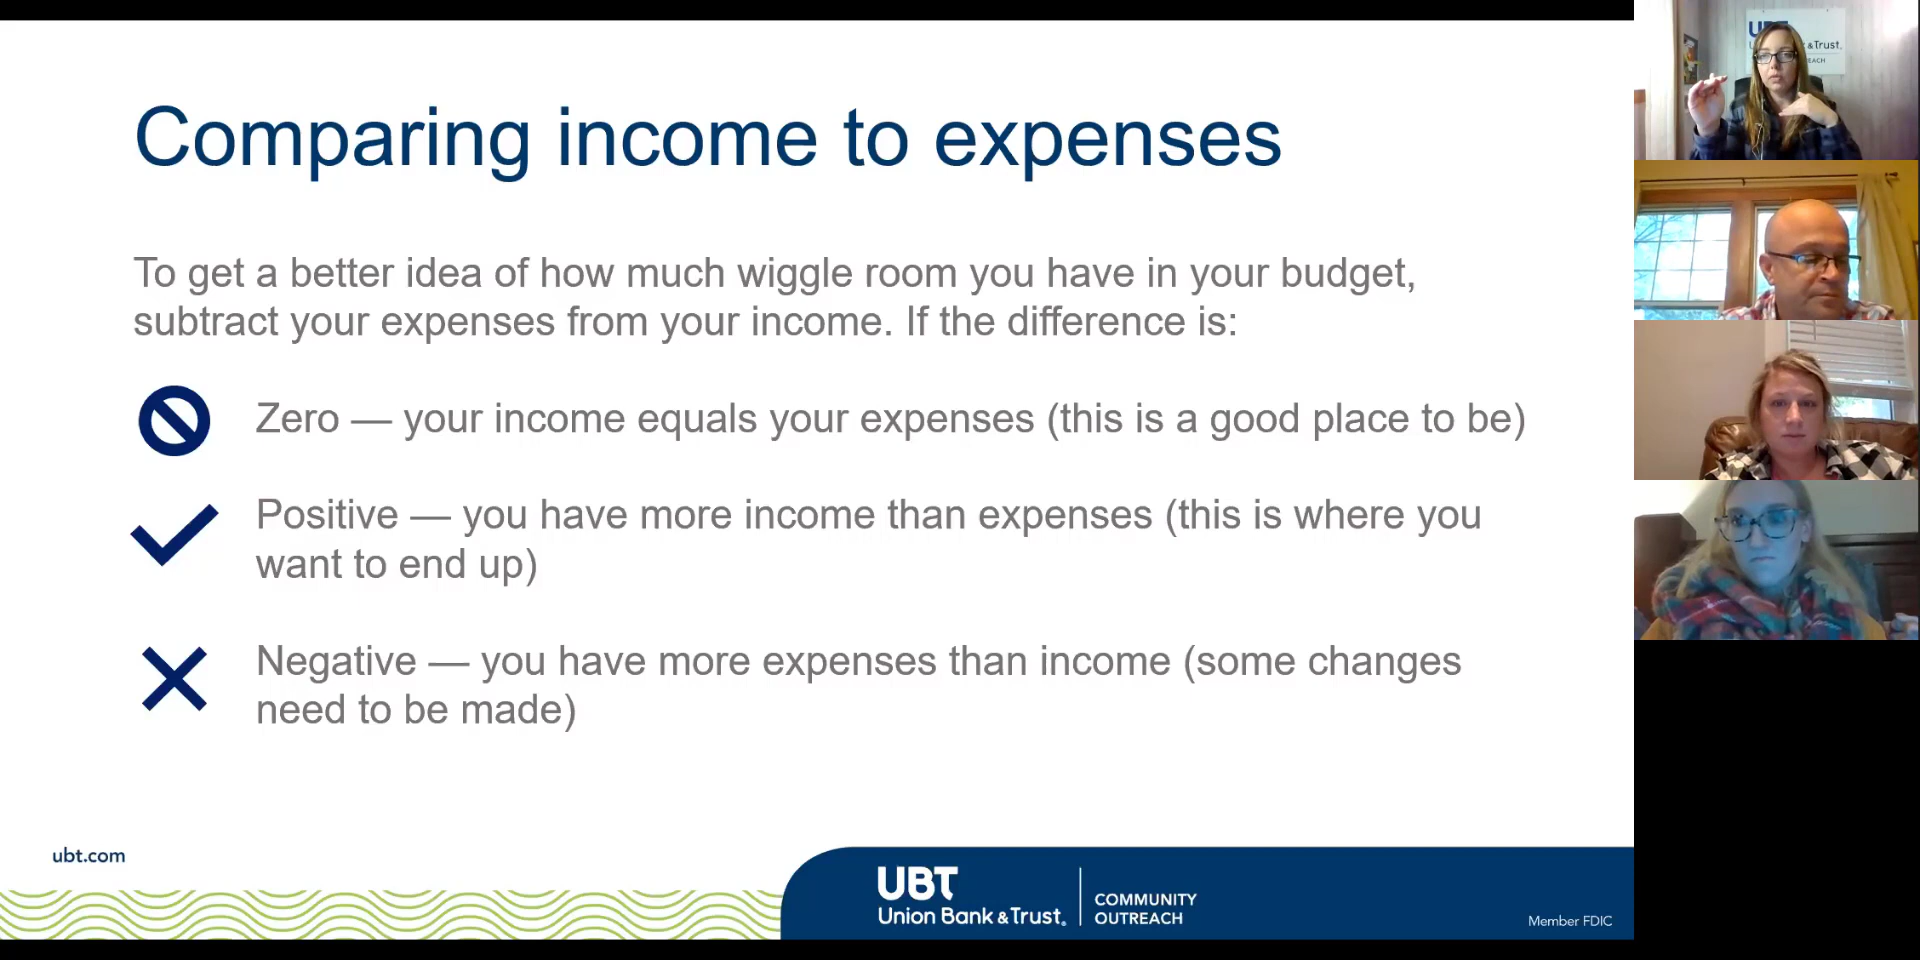 Comparing income to expenses
To get a better idea of how much wiggle room you have in your budget,
subtract your expenses from your income. If the difference is:
Zero — your income equals your expenses (this is a good place to be)
Positive — you have more income than expenses (this is where you
want to end up)
Negative — you have more expenses than income (some changes
need to be made)
ubt.com
UBT
Union Bank & Trust.
COMMUNITY
OUTREACH
Member FDIC
UBT
& Trust.